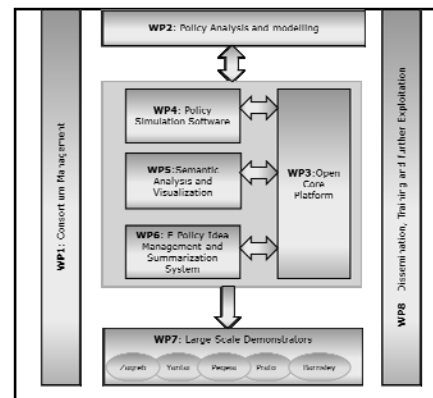 WP2: Policy Analysis and modelling
WP1: Consortium Management
WP4: Policy
Simulation Software
WP5:Semantic
Analysis and
Visualization
WP6: E Policy Idea
Management and
Summarization
System
WP3:Open
Core
Platform
WP8 Dissemination, Training and further Exploitation
WP7: Large Scale Demonstrators
Zagreb
Pegeia
Prato
Barnsley